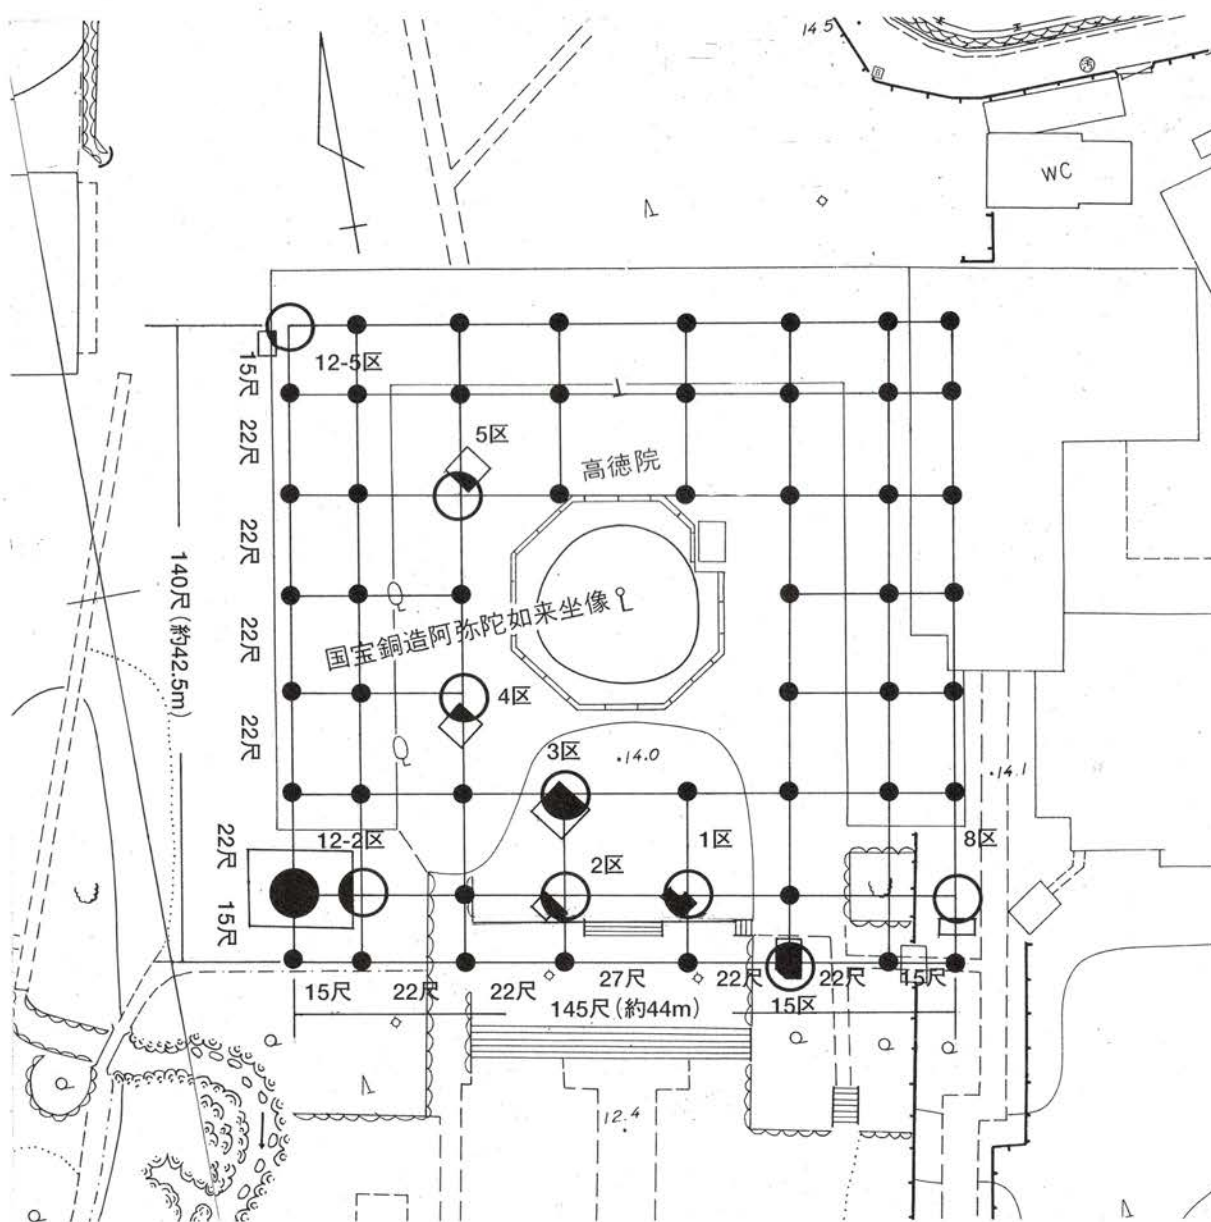 14.5
WC
12-5区
15尺
22尺
5区
高徳院
22尺
140尺(約42.5m)
国宝銅造阿弥陀如来坐像
22尺
4区
22尺
3区
・14.0
・14.1
22尺
12-2区
2区
1区
8区
15尺
15尺
22尺
22尺
27尺
22尺
22尺
15尺
145尺(約44m)
15区
12.4